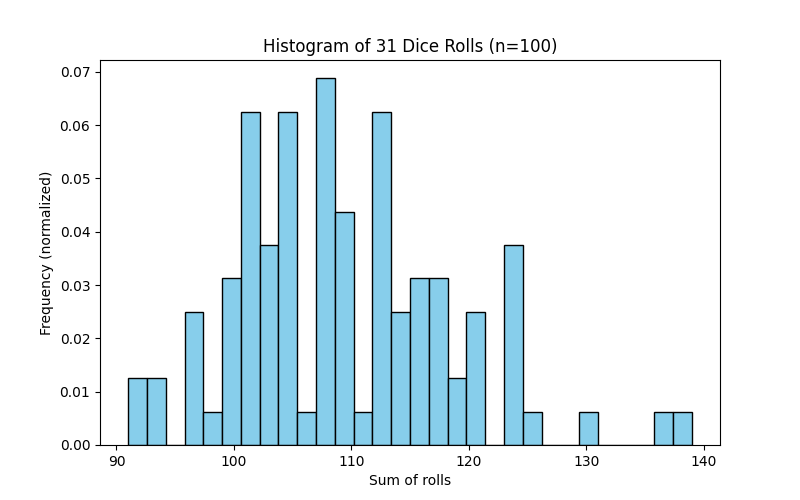 Histogram of 31 Dice Rolls (n=100)
Frequency (normalized)
0.07
0.06
0.05
0.04
0.03
0.02
0.01
0.00
90 100 110 120 130 140
Sum of rolls